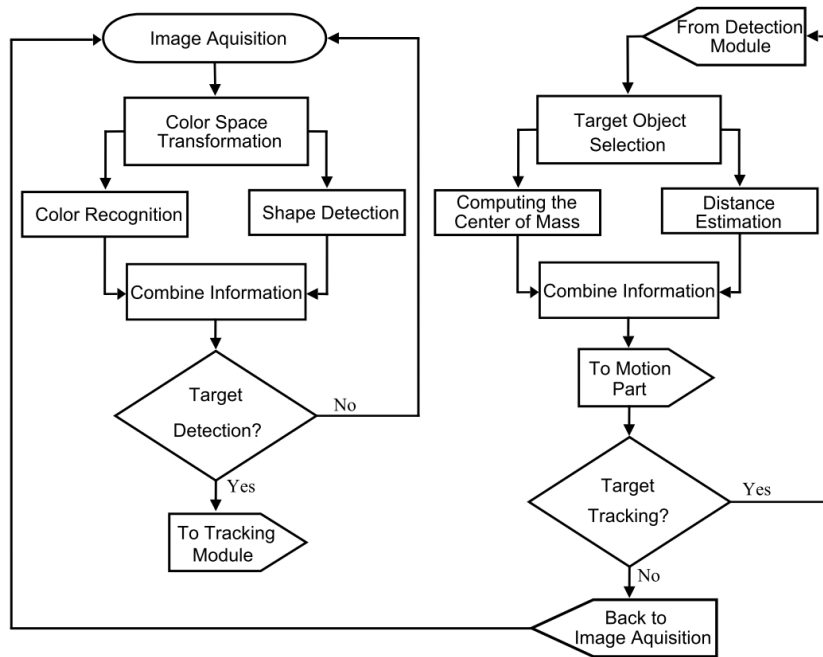 Image Aquisition
Color Space
Transformation
Color Recognition
Shape Detection
Combine Information
Target
Detection?
No
Yes
To Tracking
Module
From Detection
Module
Target Object
Selection
Computing the
Center of Mass
Distance
Estimation
Combine Information
To Motion
Part
Target
Tracking?
Yes
No
Back to
Image Aquisition